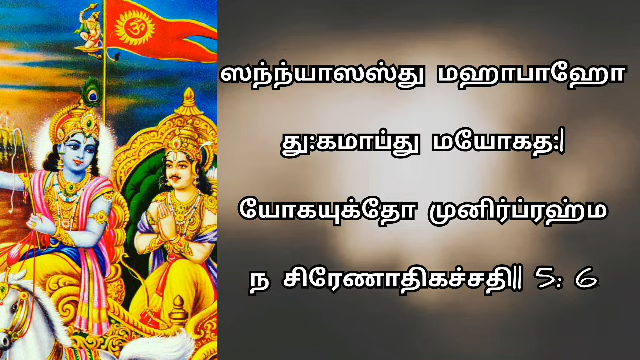 ஸந்ந்யாஸஸ்து மஹாபாஹோ
து:கமாப்து மயோகத:|
யோகயுக்தோ முனிர்ப்ரஹ்ம
ந சிரேணாதிகச்சதி|| 5: 6
ॐ